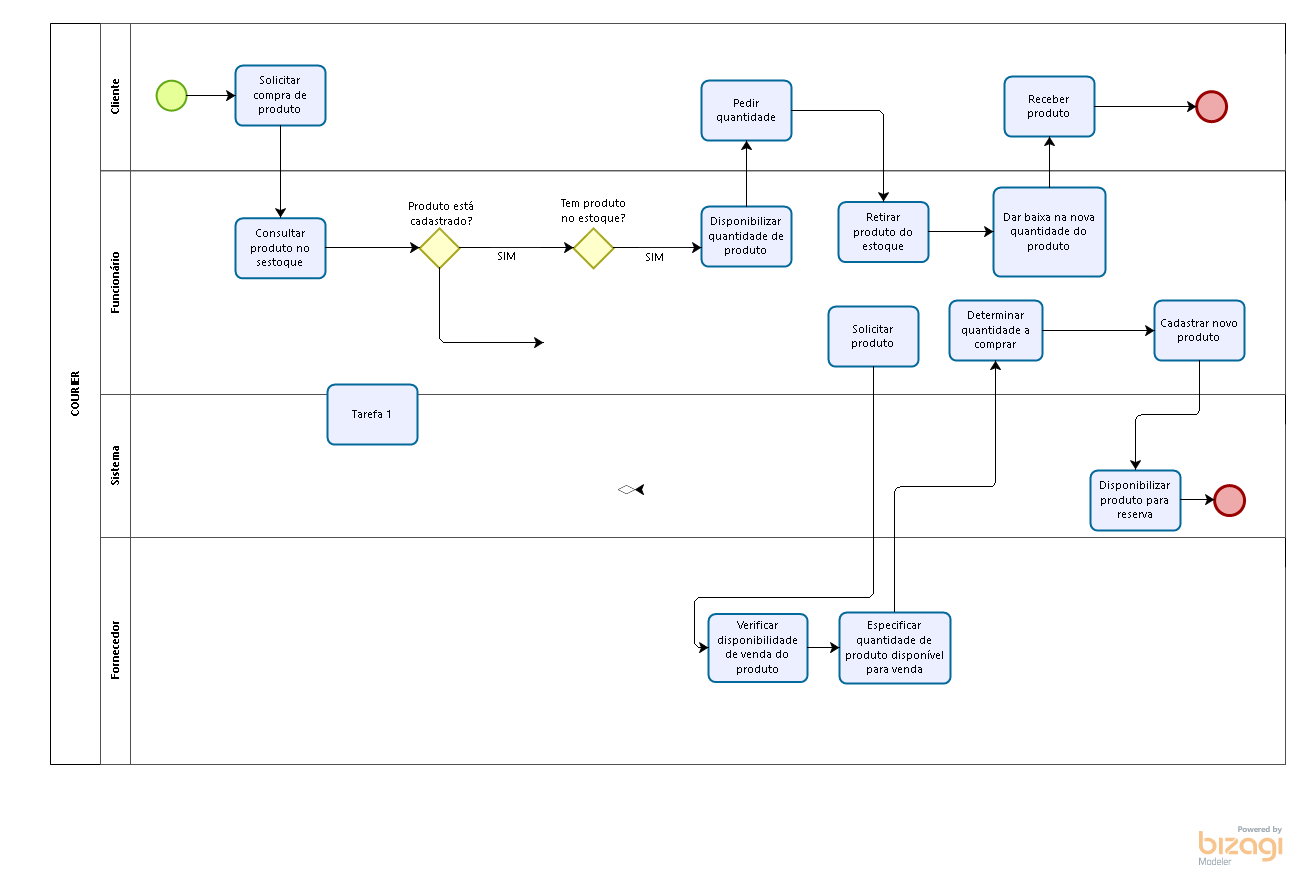 COURIER
Cliente
Solicitar
compra de
produto
Pedir
quantidade
Receber
produto
Funcionário
Consultar
produto no
sestoque
Produto está
cadastrado?
SIM
Tem produto
no estoque?
SIM
Disponibilizar
quantidade de
produto
Retirar
produto do
estoque
Dar baixa na nova
quantidade do
produto
Solicitar
produto
Determinar
quantidade a
comprar
Cadastrar novo
produto
Sistema
Tarefa 1
Disponibilizar
produto para
reserva
Fornecedor
Verificar
disponibilidade
de venda do
produto
Especificar
quantidade de
produto disponível
para venda
Powered by
bizagi
Modeler